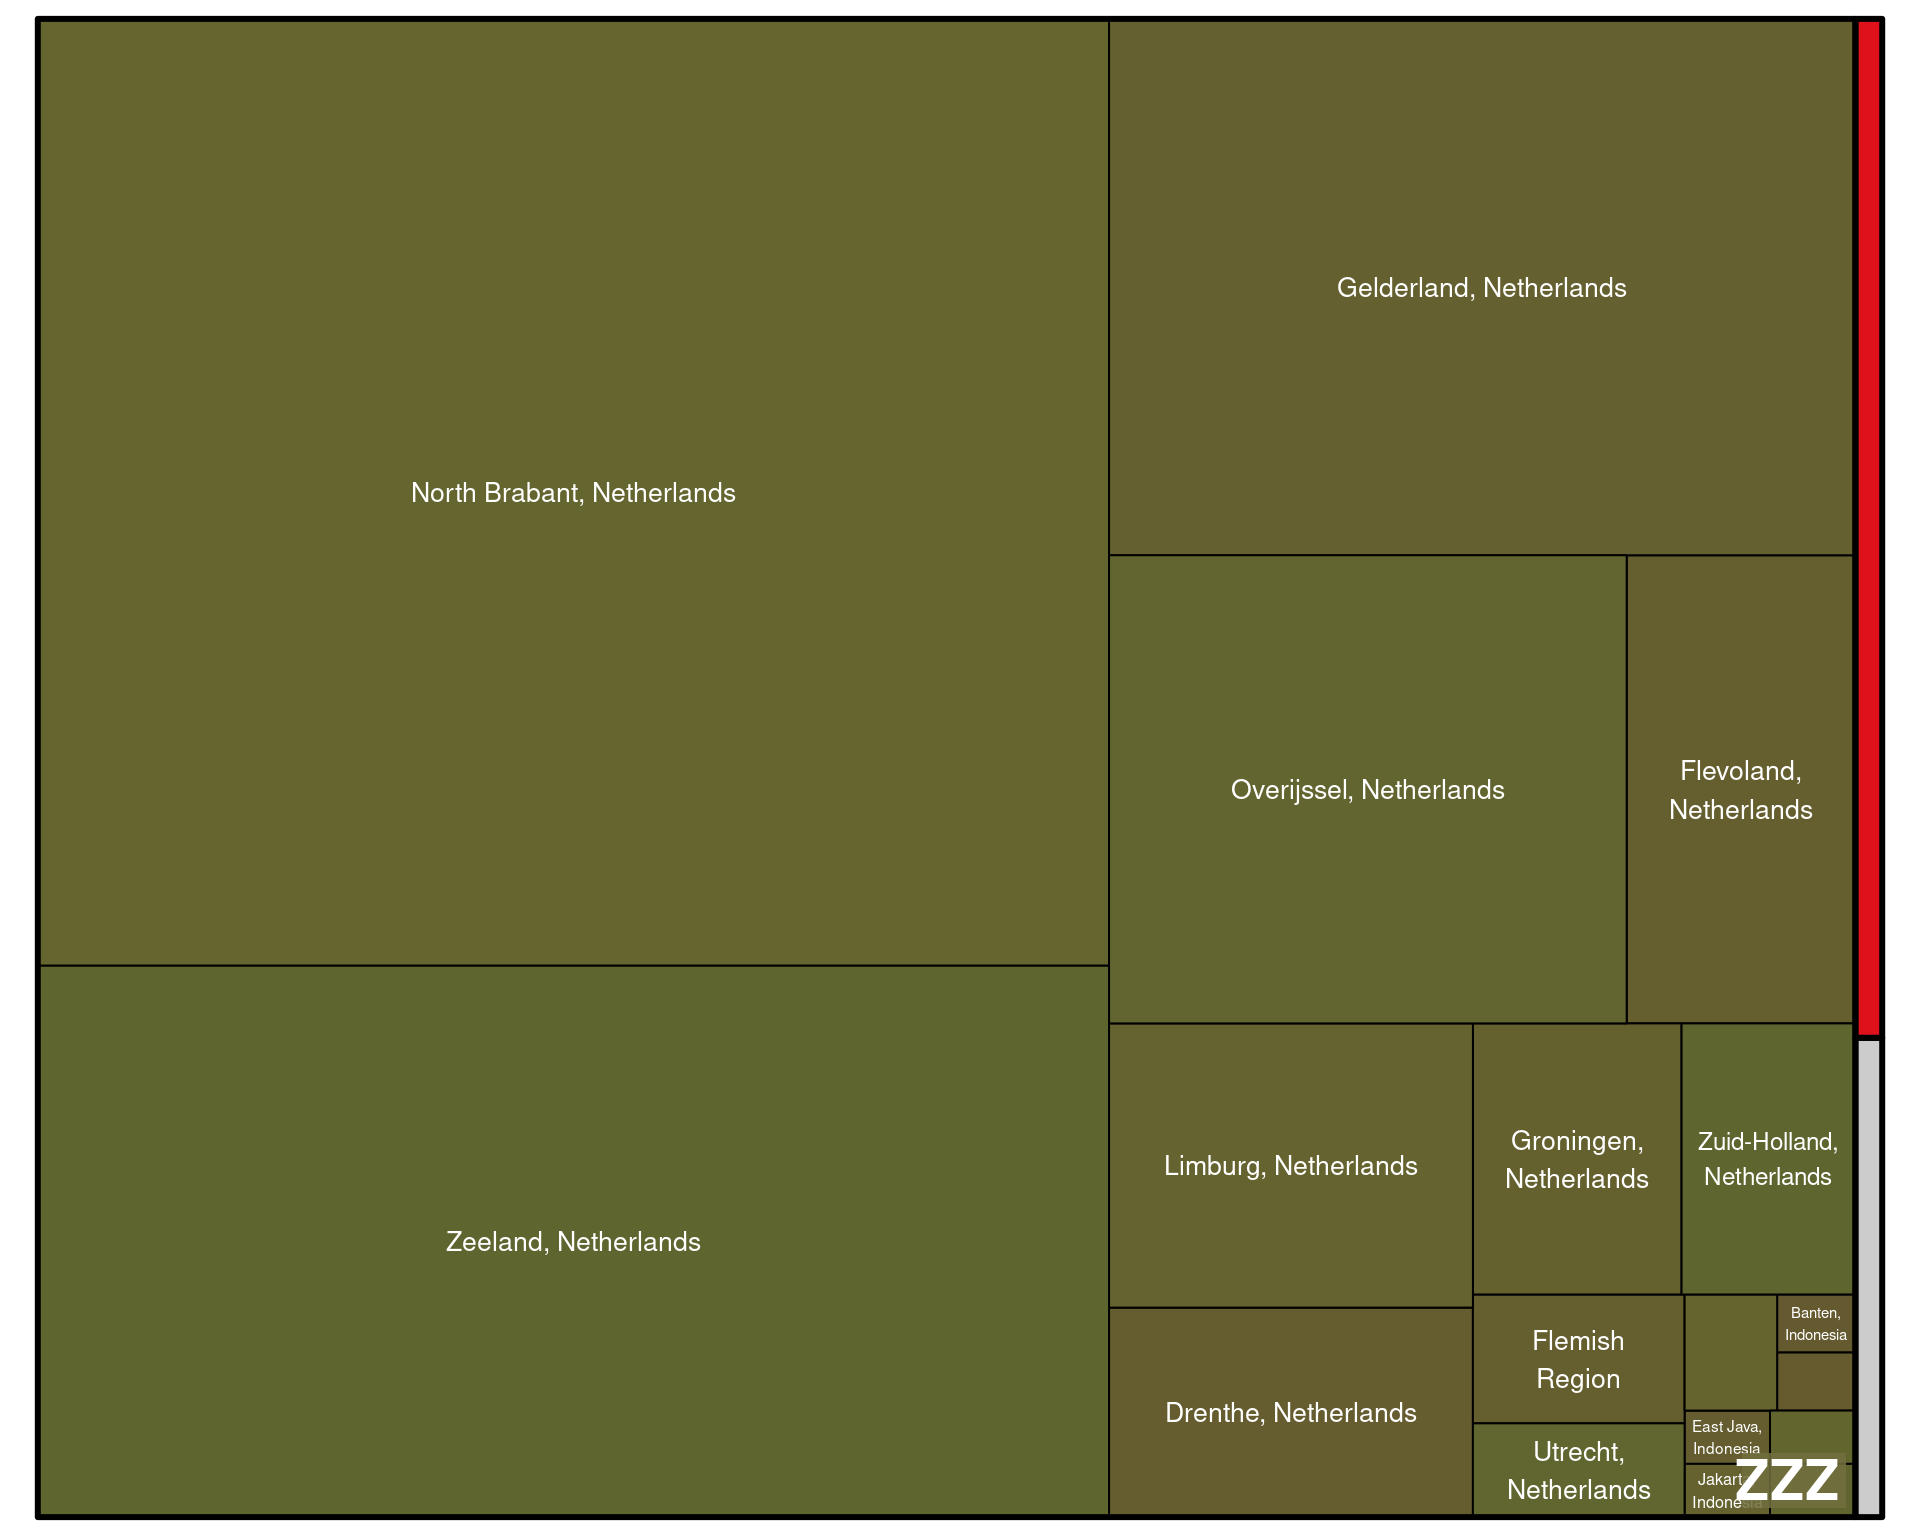 North Brabant, Netherlands
Gelderland, Netherlands
Overijssel, Netherlands
Flevoland,
Netherlands
Zeeland, Netherlands
Limburg, Netherlands
Groningen,
Netherlands
Zuid-Holland,
Netherlands
Drenthe, Netherlands
Flemish
Region
Utrecht,
Netherlands
Banten,
Indonesia
East Java,
Indonesia
ZZZ